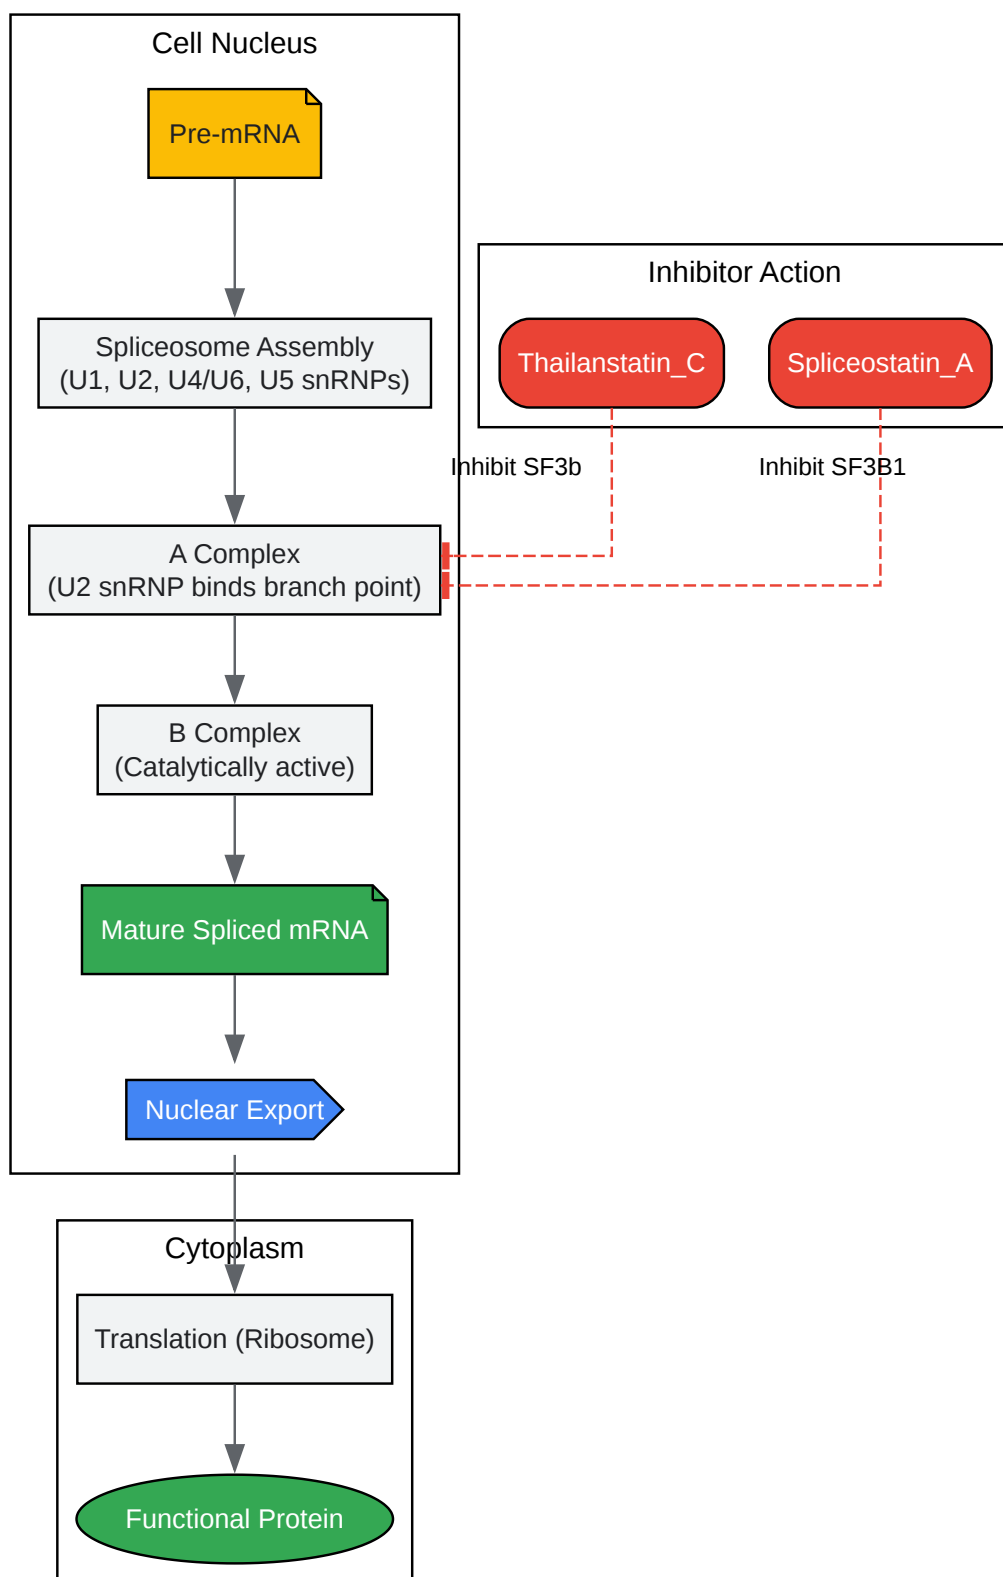 Cell Nucleus
Pre-mRNA
Spliceosome Assembly
(U1, U2, U4/U6, U5 snRNPs)
Inhibitor Action
Thailanstatin_C
Spliceostatin_A
Inhibit SF3b
Inhibit SF3B1
A Complex
(U2 snRNP binds branch point)
B Complex
(Catalytically active)
Mature Spliced mRNA
Nuclear Export
Cytoplasm
Translation (Ribosome)
Functional Protein